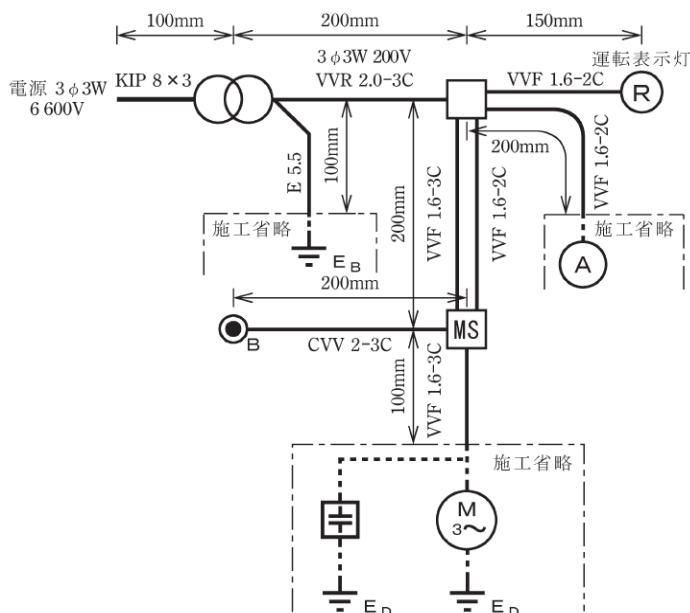 100mm
200mm
150mm
電源 3φ3W
6 600V
KIP 8×3
3φ3W 200V
VVR 2.0-3C
VVF 1.6-2C
運転表示灯
R
E 5.5
100mm
200mm
VVF 1.6-3C
VVF 1.6-2C
200mm
VVF 1.6-2C
施工省略
EB
施工省略
A
200mm
B
CVV 2-3C
MS
100mm
VVF 1.6-3C
施工省略
M
3~
ED
ED